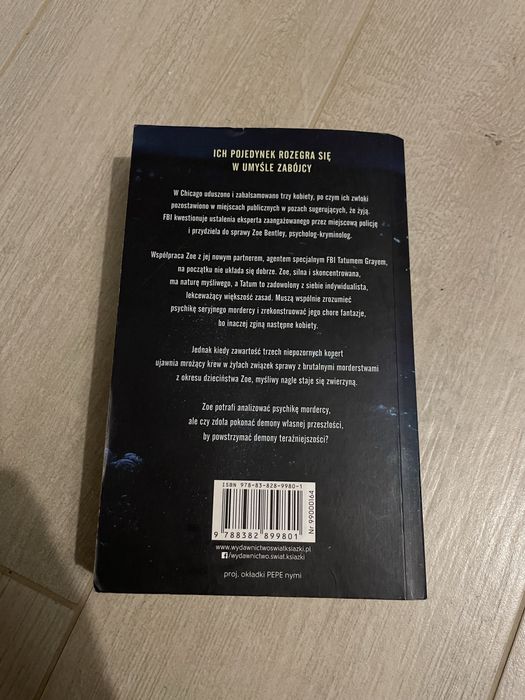 ICH POJEDYNEK ROZEGRA SIĘ
W UMYŚLE ZABÓJCY
W Chicago uduszono i zabalsamowano trzy kobiety, po czym ich zwłoki
pozostawiono w miejscach publicznych w pozach sugerujących, że żyją.
FBI kwestionuje ustalenia eksperta zaangażowanego przez miejscową policję
i przydziela do sprawy Zoe Bentley, psycholog-kryminolog.
Współpraca Zoe z jej nowym partnerem, agentem specjalnym FBI Tatumem Grayem,
na początku nie układa się dobrze. Zoe, silna i skoncentrowana,
ma naturę myśliwego, a Tatum to zadowolony z siebie indywidualista,
lekceważący większość zasad. Muszą wspólnie zrozumieć
psychikę seryjnego mordercy i zrekonstruować jego chore fantazje,
bo inaczej zginą następne kobiety.
Jednak kiedy zawartość trzech niepozornych kopert
ujawnia mrożący krew w żyłach związek sprawy z brutalnymi morderstwami
z okresu dzieciństwa Zoe, myśliwy nagle staje się zwierzyną.
Zoe potrafi analizować psychikę mordercy,
ale czy zdoła pokonać demony własnej przeszłości,
by powstrzymać demony teraźniejszości?
ISBN 978-83-828-9980-1
9 788382 899801
Nr 99000164
www.wydawnictwoswiatksiazki.pl
f/wydawnictwo.swiat.ksiazki
proj. okładki PEPE nymi